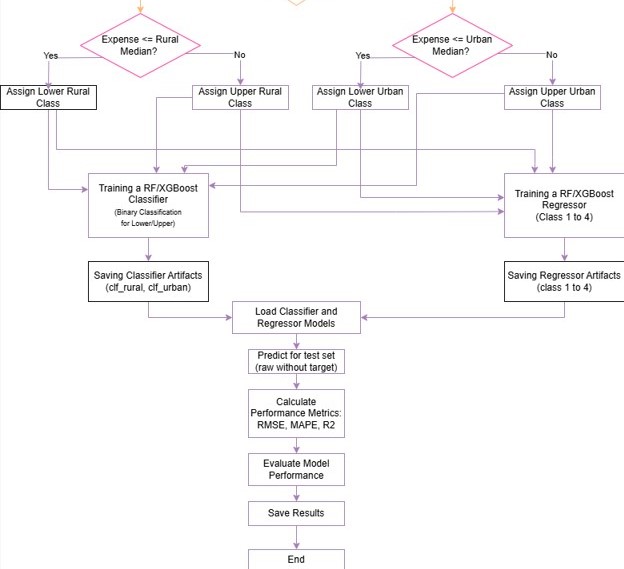 Expense <= Rural
Median?
Expense <= Urban
Median?
Yes
No
Yes
No
Assign Lower Rural
Class
Assign Upper Rural
Class
Assign Lower Urban
Class
Assign Upper Urban
Class
Training a RF/XGBoost
Classifier
(Binary Classification
for Lower/Upper)
Training a RF/XGBoost
Regressor
(Class 1 to 4)
Saving Classifier Artifacts
(clf_rural, clf_urban)
Saving Regressor Artifacts
(class 1 to 4)
Load Classifier and
Regressor Models
Predict for test set
(raw without target)
Calculate
Performance Metrics:
RMSE, MAPE, R2
Evaluate Model
Performance
Save Results
End